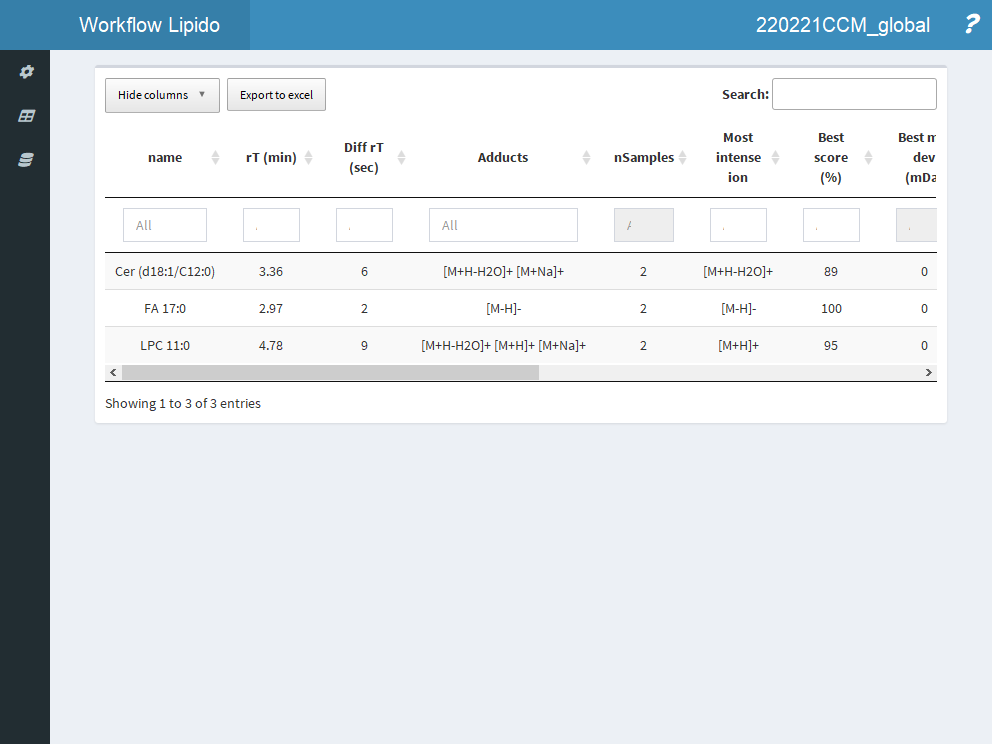 Workflow Lipido
220221CCM_global
?
Hide columns ▼
Export to excel
Search:
name
rT (min)
Diff rT
(sec)
Adducts
nSamples
Most
intense
ion
Best
score
(%)
Best m
dev
(mDa
All
.
.
All
.
.
.
Cer (d18:1/C12:0) 3.36 6 [M+H-H2O]+ [M+Na]+ 2 [M+H-H2O]+ 89 0
FA 17:0 2.97 2 [M-H]- 2 [M-H]- 100 0
LPC 11:0 4.78 9 [M+H-H2O]+ [M+H]+ [M+Na]+ 2 [M+H]+ 95 0
Showing 1 to 3 of 3 entries